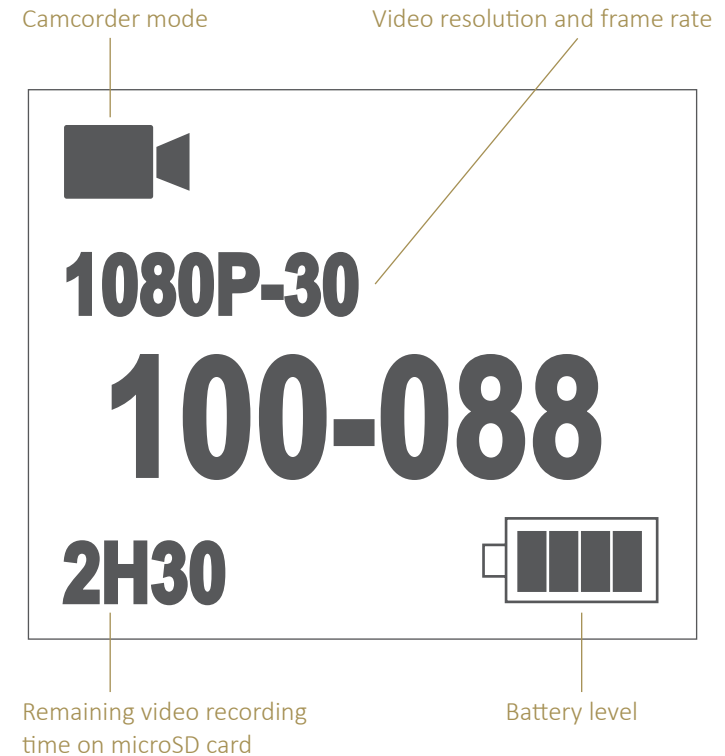 Camcorder mode
Video resolution and frame rate
1080P-30
100-088
2H30
Remaining video recording
time on microSD card
Battery level